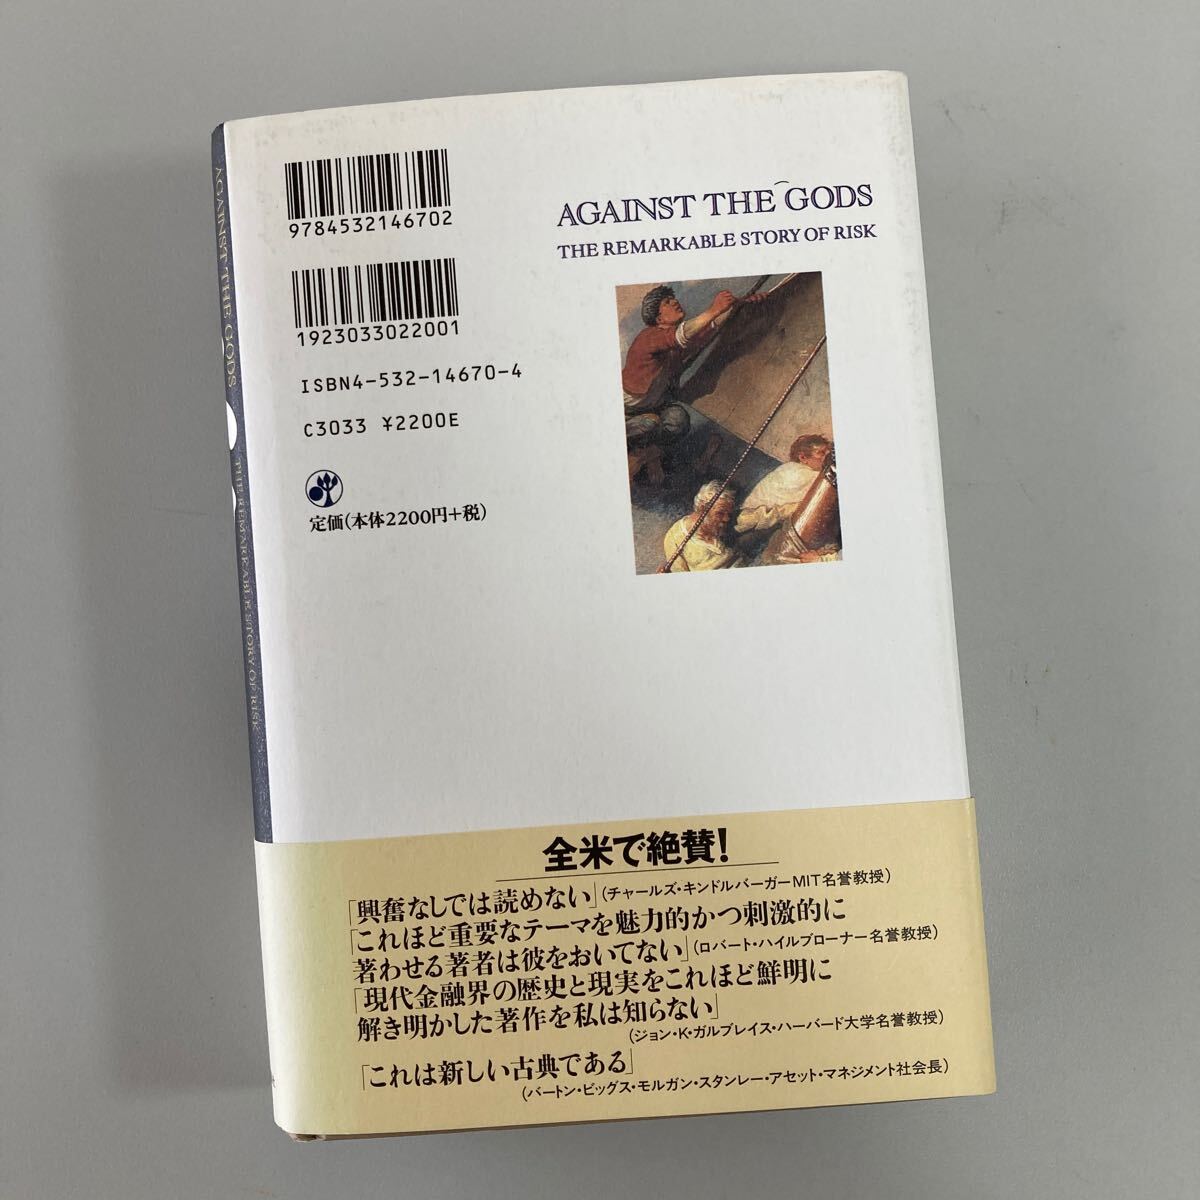 AGAINST THE GODS THE REMARKABLE STORY OF RISK
9784532146702
1923033022001
ISBN4-532-14670-4
C3033 ¥2200E
定価(本体2200円+税)
AGAINST THE GODS
THE REMARKABLE STORY OF RISK
全米で絶賛!
「興奮なしでは読めない」(チャールズ・キンドルバーガーMIT名誉教授)
「これほど重要なテーマを魅力的かつ刺激的に
著わせる著者は彼をおいてない」(ロバート・ハイルブローナー名誉教授)
「現代金融界の歴史と現実をこれほど鮮明に
解き明かした著作を私は知らない」
(ジョン・K・ガルブレイス・ハーバード大学名誉教授)
「これは新しい古典である」
(バートン・ビッグス・モルガン・スタンレー・アセット・マネジメント社会長)